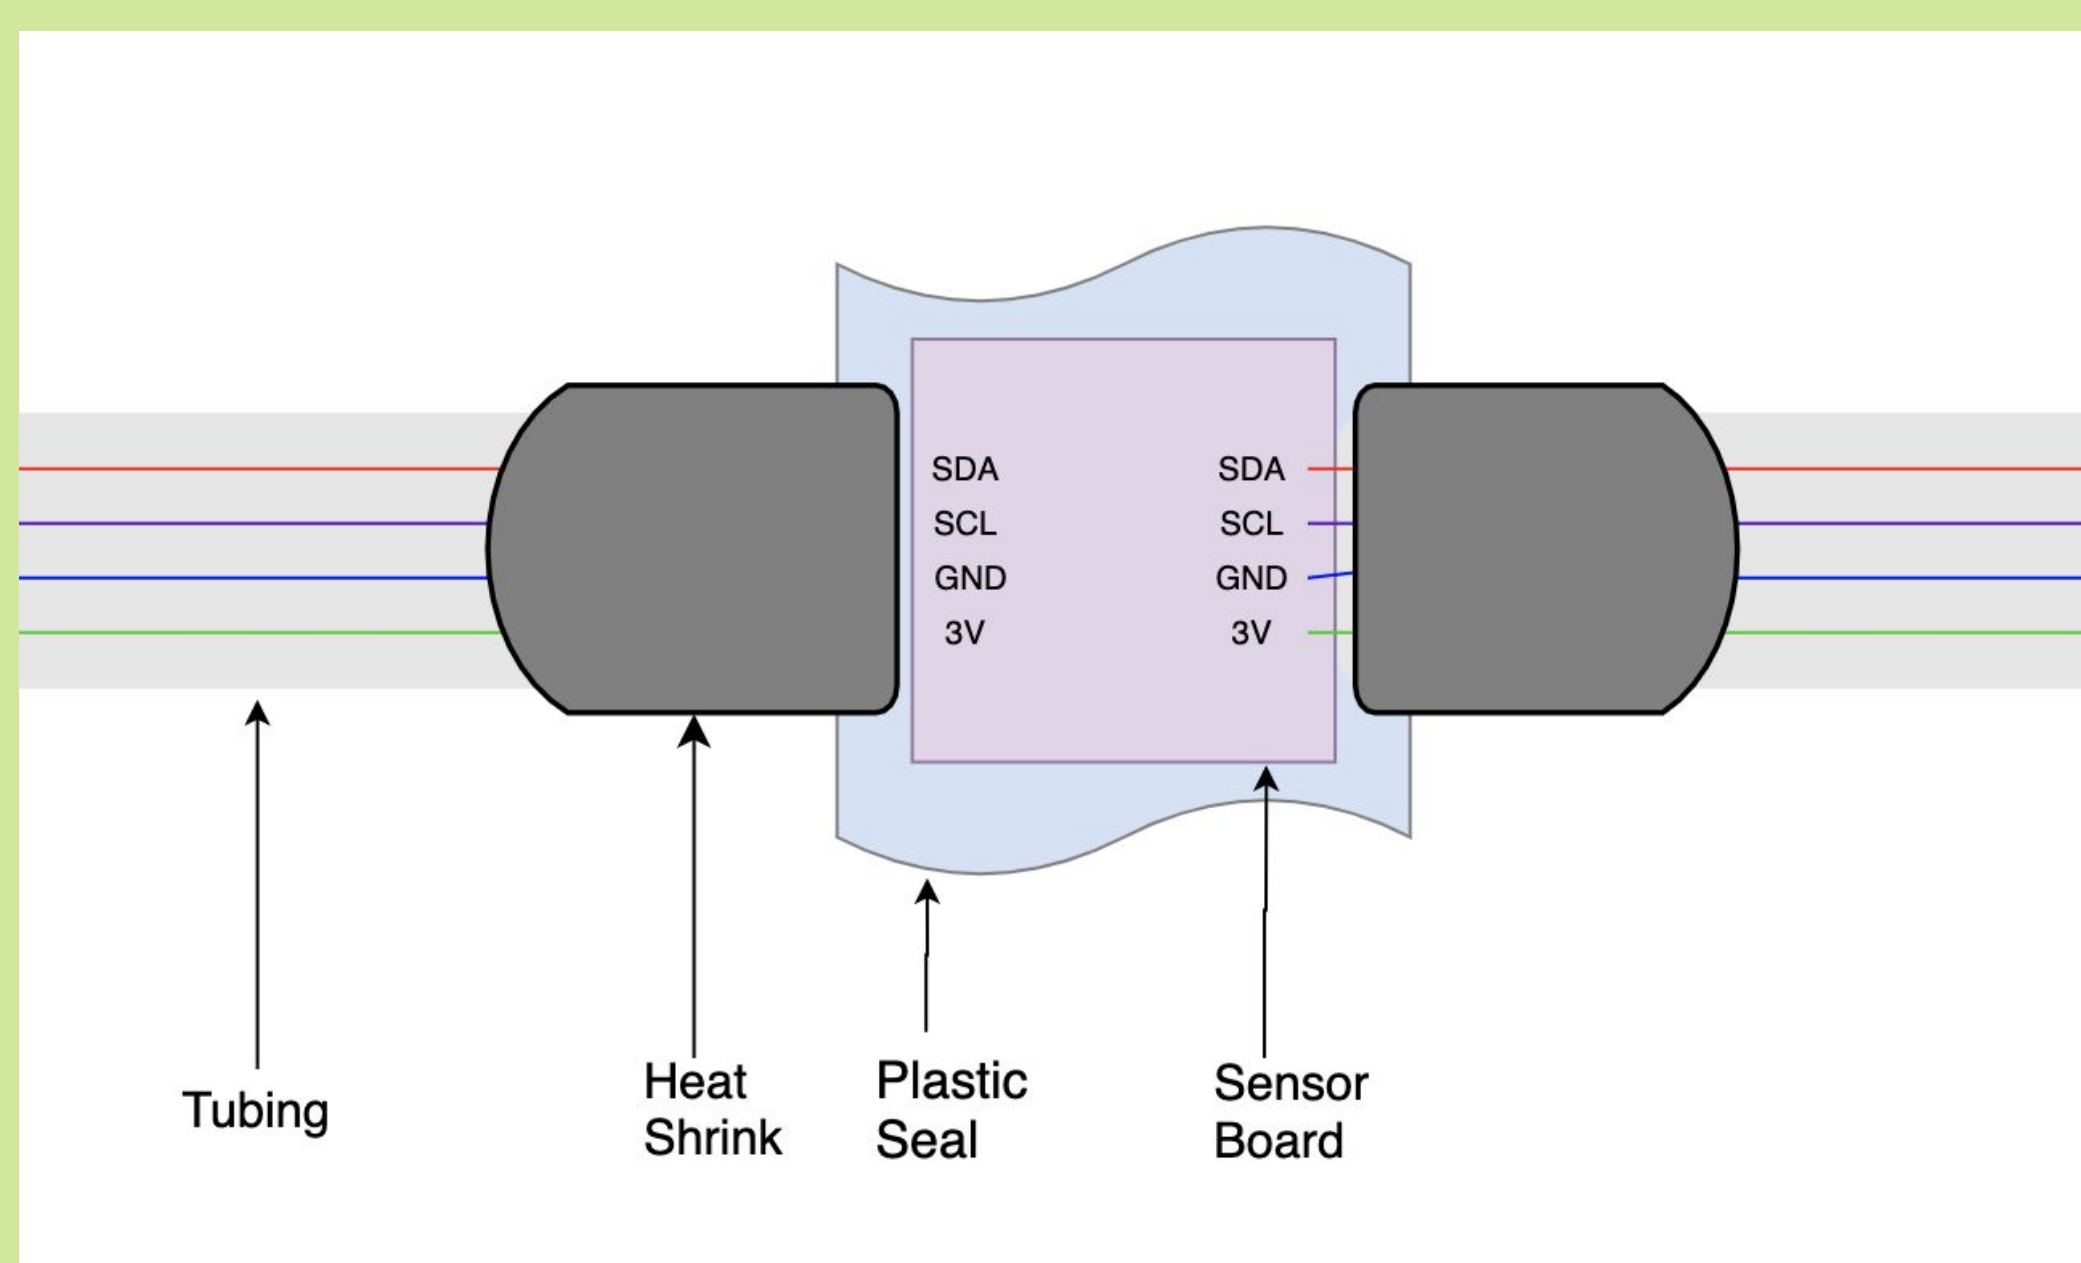 SDA SDA
SCL SCL
GND GND
3V 3V
Tubing
Heat
Shrink
Plastic
Seal
Sensor
Board